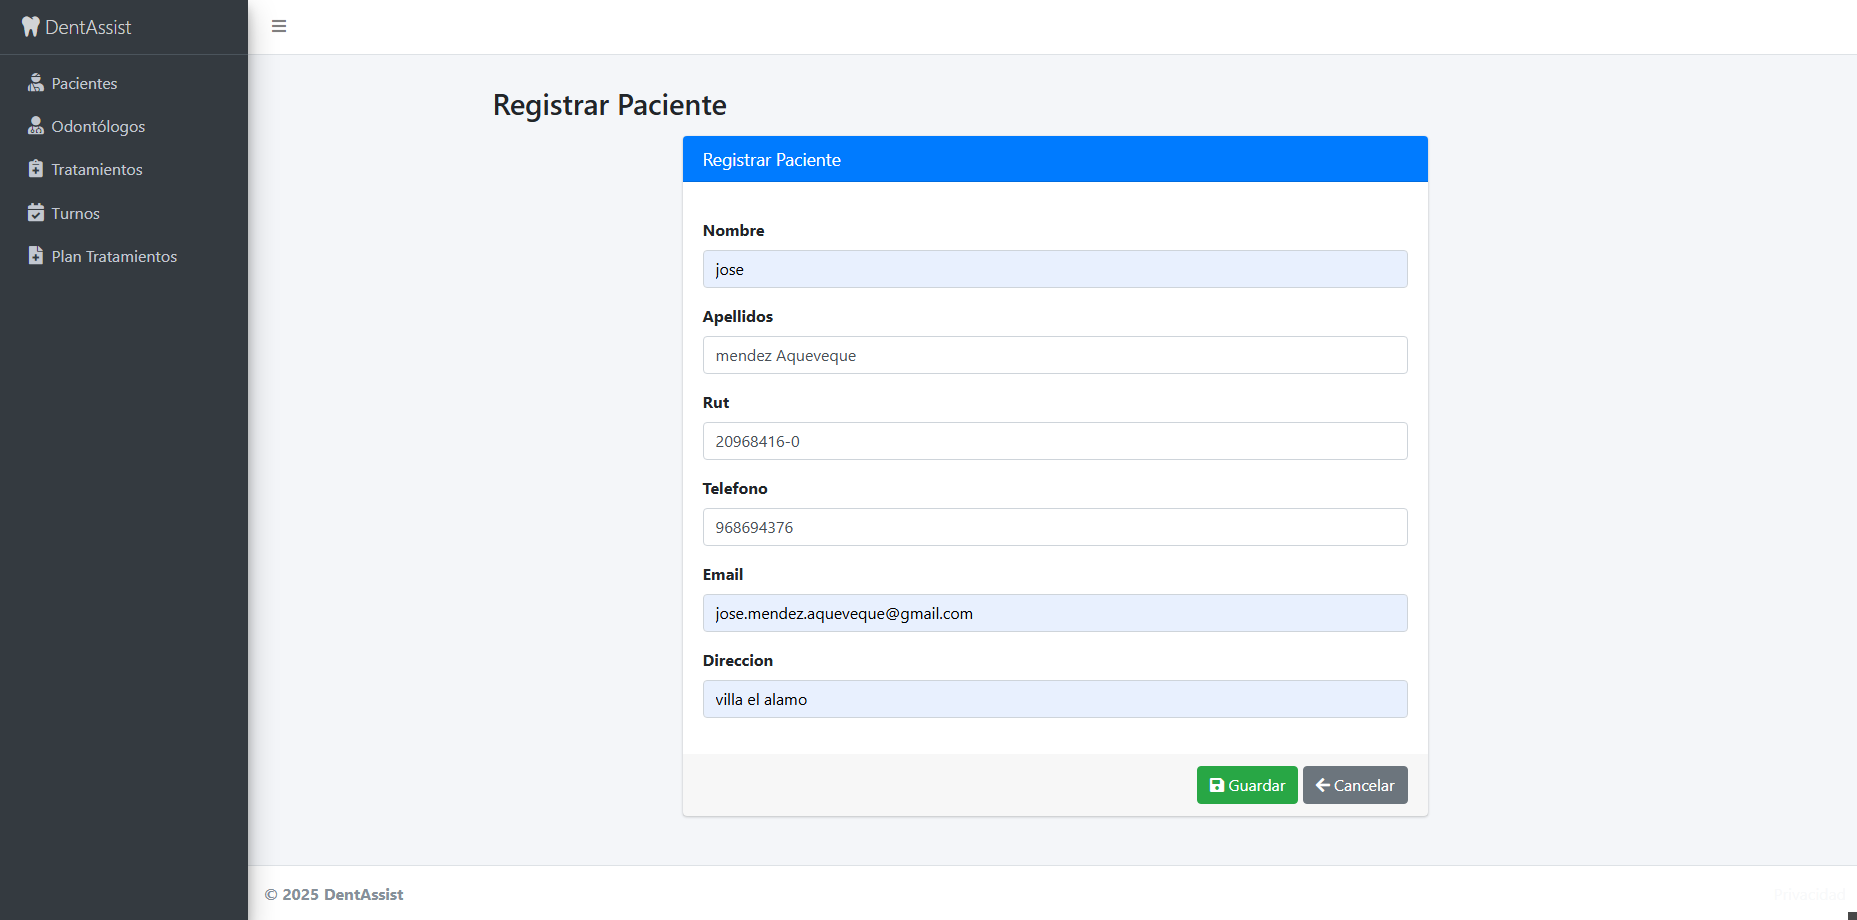 DentAssist
Pacientes
Odontólogos
Tratamientos
Turnos
Plan Tratamientos
Registrar Paciente
Registrar Paciente
Nombre
jose
Apellidos
mendez Aqueveque
Rut
20968416-0
Telefono
968694376
Email
jose.mendez.aqueveque@gmail.com
Direccion
villa el alamo
Guardar
Cancelar
© 2025 DentAssist
Privacidad